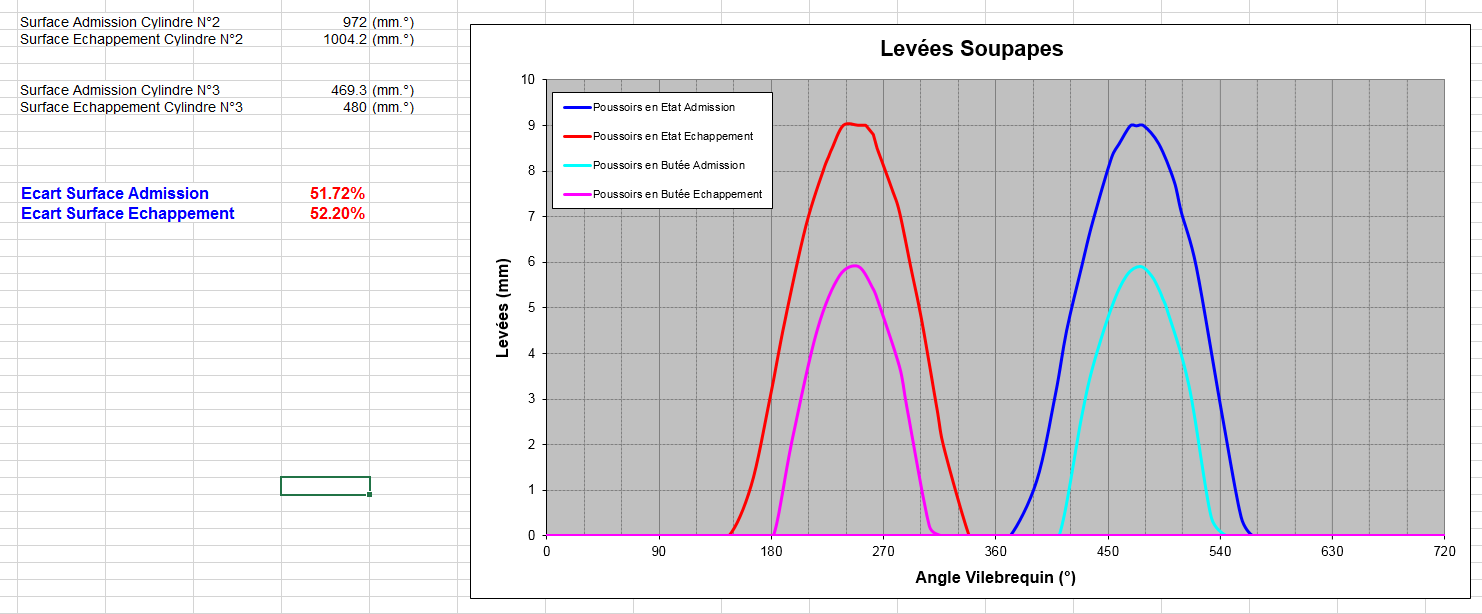 Surface Admission Cylindre N°2 972 (mm.°)
Surface Echappement Cylindre N°2 1004.2 (mm.°)
Surface Admission Cylindre N°3 469.3 (mm.°)
Surface Echappement Cylindre N°3 480 (mm.°)
Ecart Surface Admission 51.72%
Ecart Surface Echappement 52.20%
Levées Soupapes
10
9
8
7
6
5
4
3
2
1
0
Levées (mm)
Poussoirs en Etat Admission
Poussoirs en Etat Echappement
Poussoirs en Butée Admission
Poussoirs en Butée Echappement
0 90 180 270 360 450 540 630 720
Angle Vilebrequin (°)